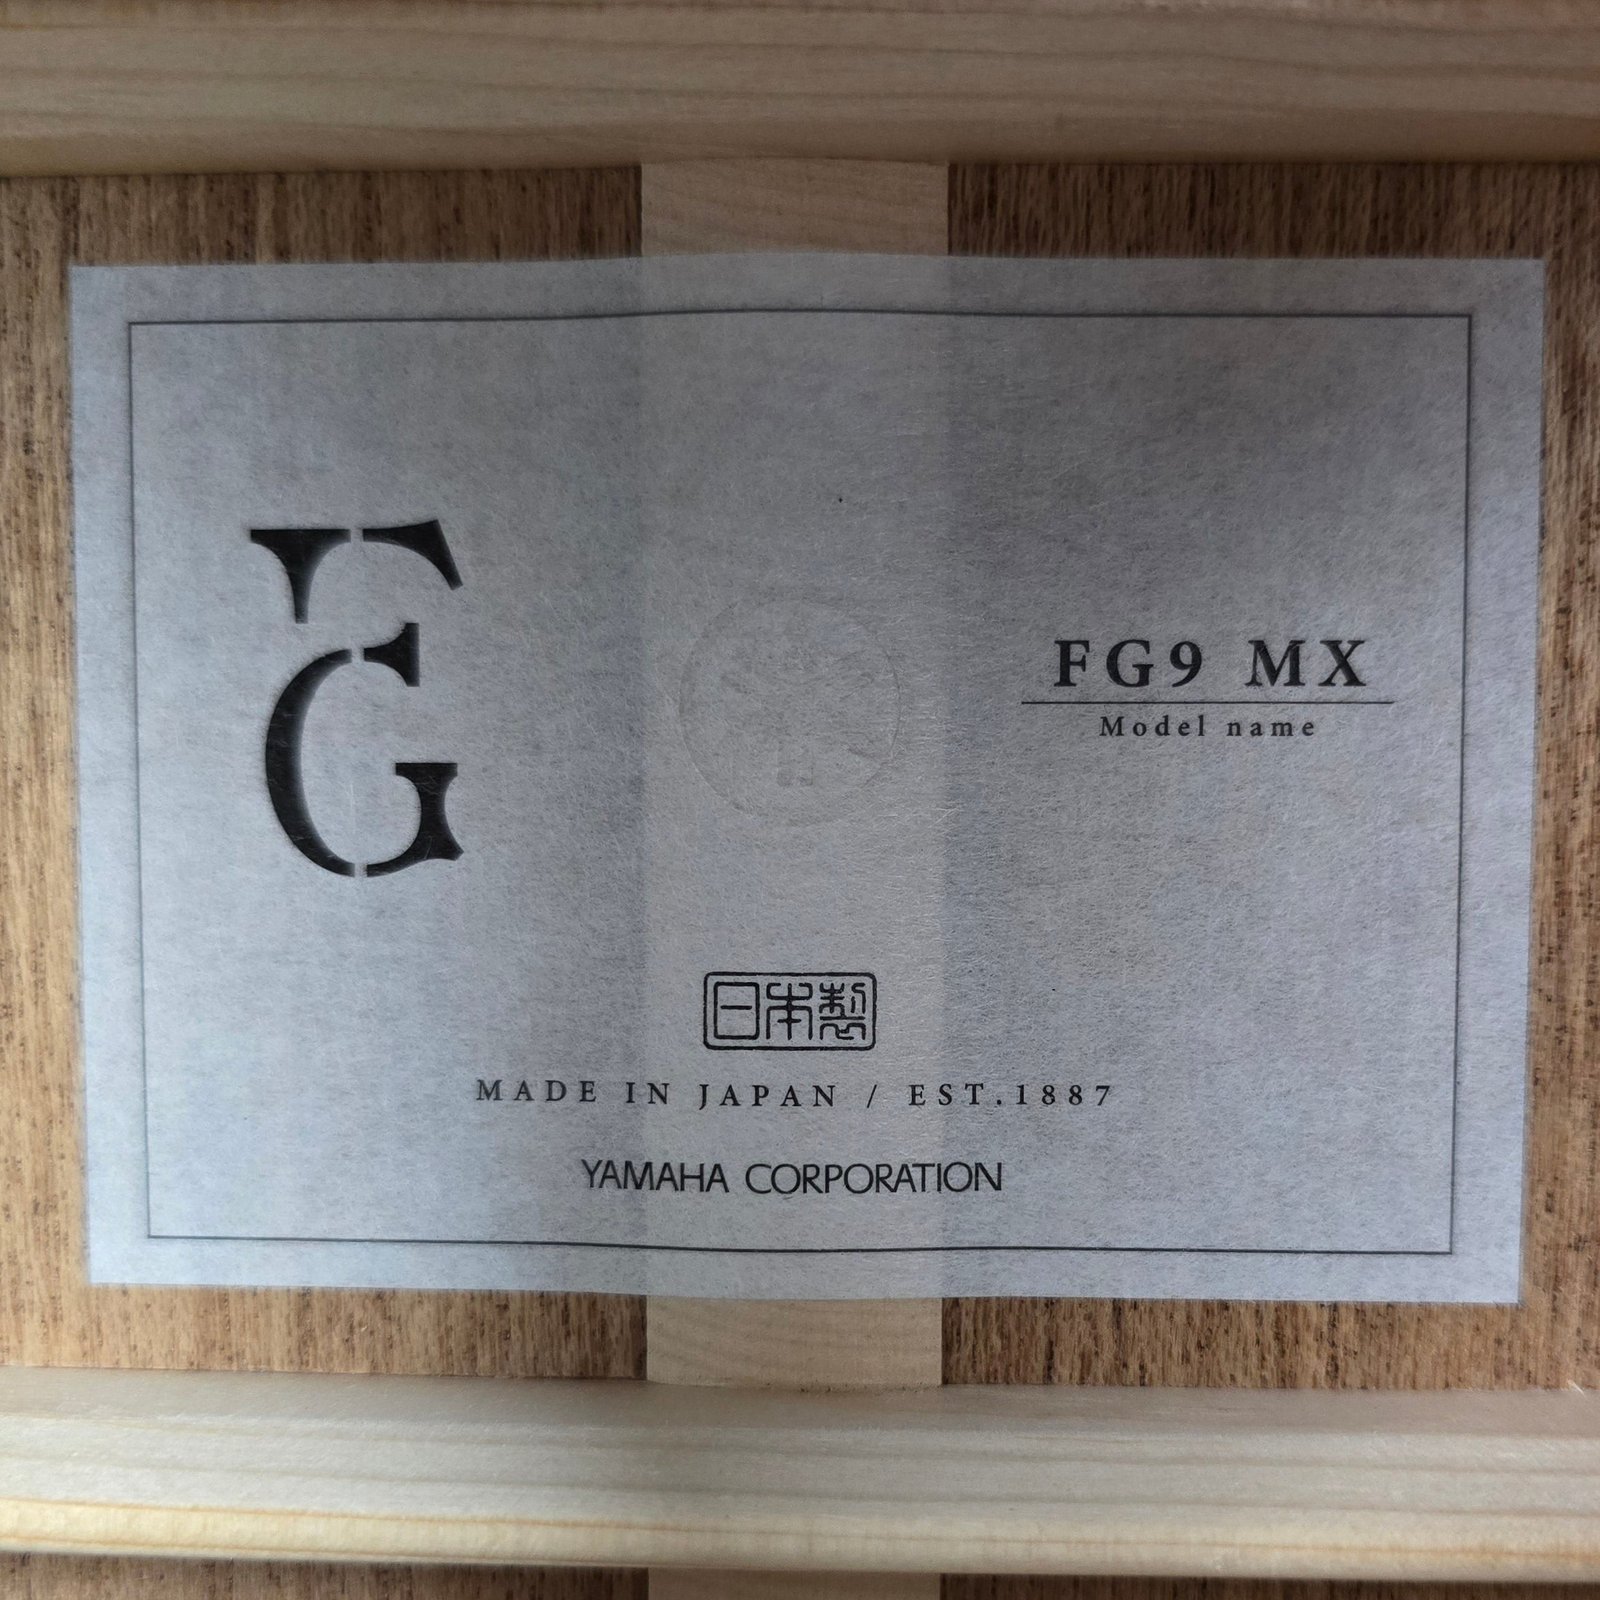 FG
FG9 MX
Model name
日本製
MADE IN JAPAN / EST.1887
YAMAHA CORPORATION